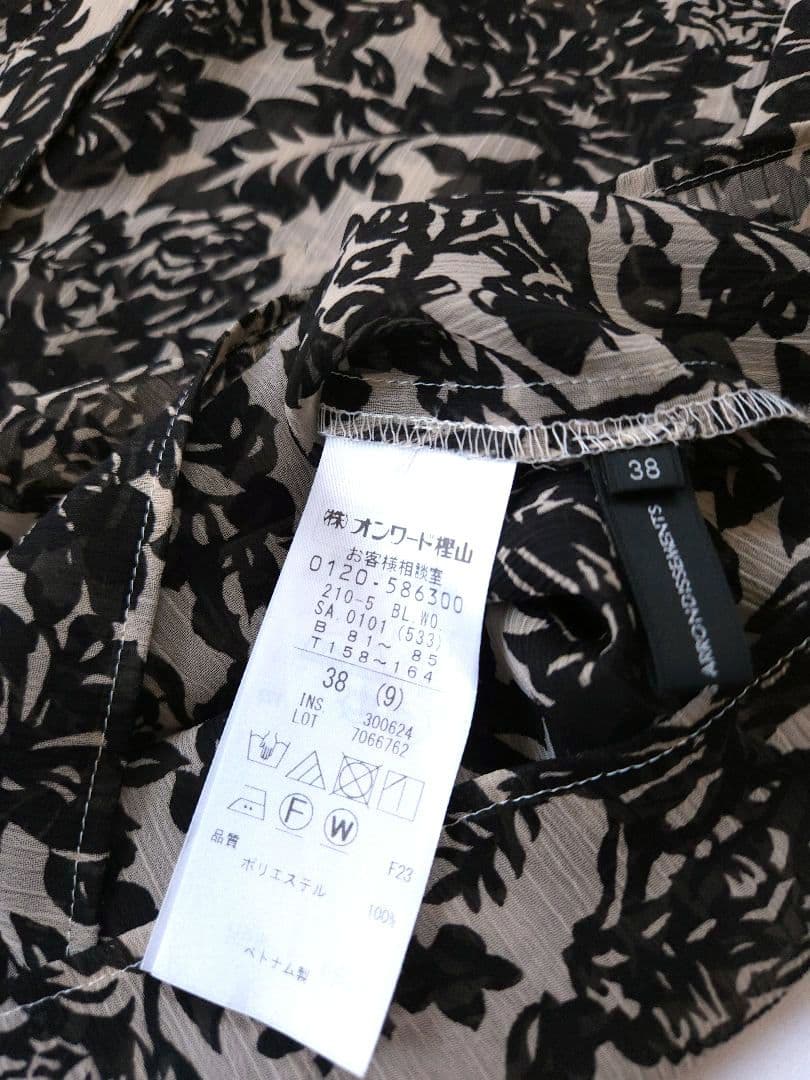 (株)オンワード樫山
お客様相談室
0120-586300
210-5 BL.WO
SA.0101 (533)
B 81～ 85
T158～164
38 (9)
INS 300624
LOT 7066762
F W
品質 F23
ポリエステル 100%
ベトナム製
38
ARRONDISSEMENTS